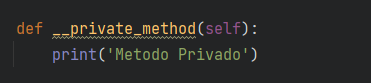 def __private_method(self):
    print('Metodo Privado')